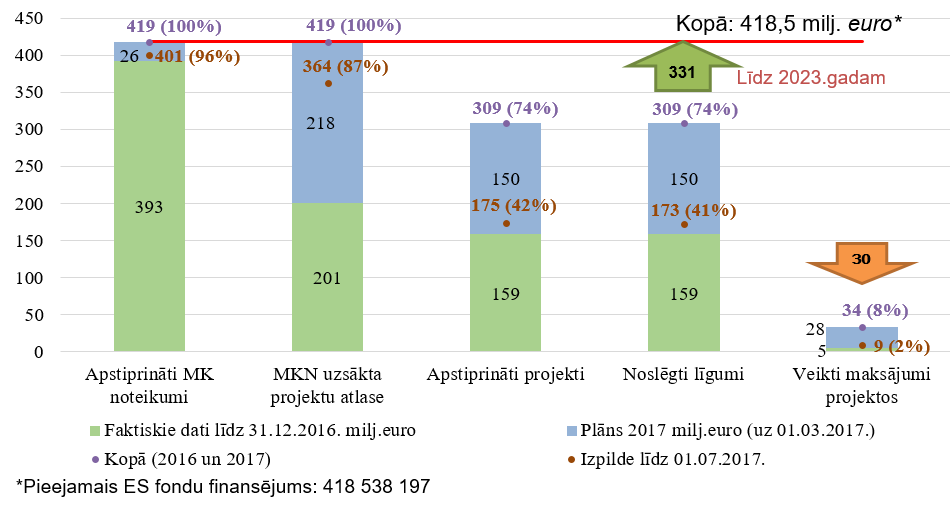 Kopā: 418,5 milj. euro*
450
400
350
300
250
200
150
100
50
0
419 (100%)
26
401 (96%)
393
419 (100%)
364 (87%)
218
201
309 (74%)
150
175 (42%)
159
331
Līdz 2023.gadam
309 (74%)
150
173 (41%)
159
30
34 (8%)
28
9 (2%)
5
Apstiprināti MK
noteikumi
MKN uzsākta
projektu atlase
Apstiprināti projekti
Noslēgti līgumi
Veikti maksājumi
projektos
Faktiskie dati līdz 31.12.2016. milj.euro
Plāns 2017 milj.euro (uz 01.03.2017.)
Kopā (2016 un 2017)
Izpilde līdz 01.07.2017.
*Pieejamais ES fondu finansējums: 418 538 197